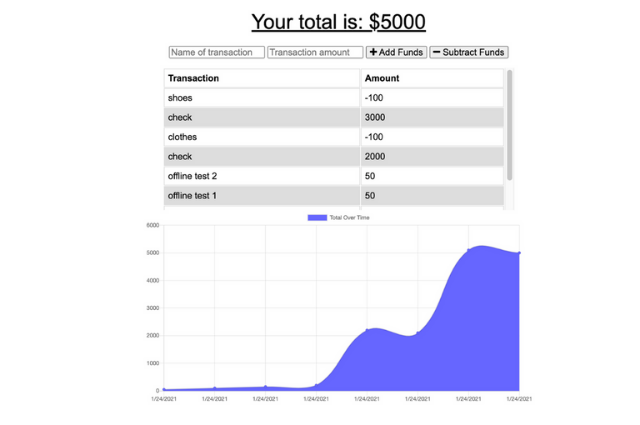 Your total is: $5000
Name of transaction Transaction amount + Add Funds − Subtract Funds
Transaction Amount
shoes -100
check 3000
clothes -100
check 2000
offline test 2 50
offline test 1 50
Total Over Time
6000
5000
4000
3000
2000
1000
0
1/24/2021 1/24/2021 1/24/2021 1/24/2021 1/24/2021 1/24/2021 1/24/2021 1/24/2021